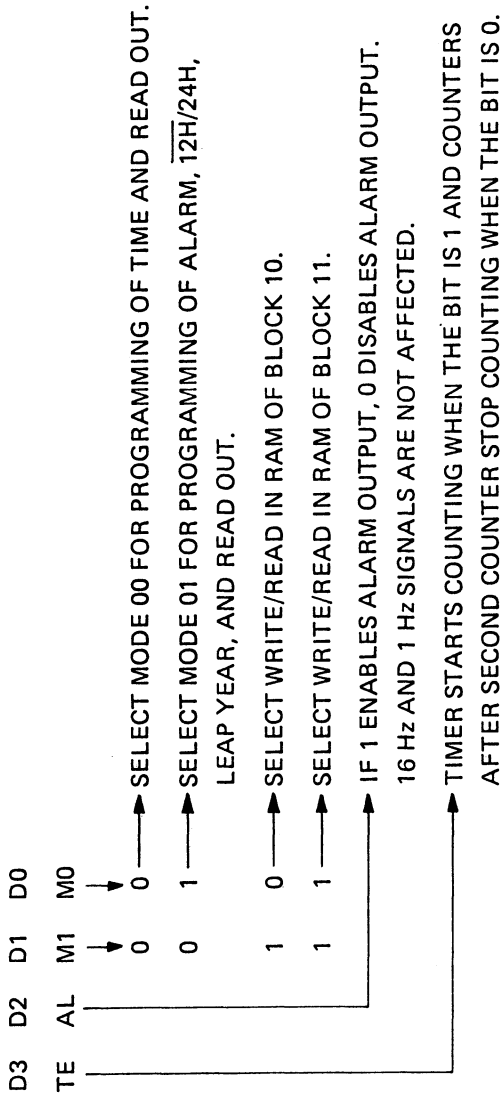 D3 D2 D1 D0
TE AL M1 M0
0 0 SELECT MODE 00 FOR PROGRAMMING OF TIME AND READ OUT.
0 1 SELECT MODE 01 FOR PROGRAMMING OF ALARM, 12H/24H,
LEAP YEAR, AND READ OUT.
1 0 SELECT WRITE/READ IN RAM OF BLOCK 10.
1 1 SELECT WRITE/READ IN RAM OF BLOCK 11.
IF 1 ENABLES ALARM OUTPUT, 0 DISABLES ALARM OUTPUT.
16 Hz AND 1 Hz SIGNALS ARE NOT AFFECTED.
TIMER STARTS COUNTING WHEN THE BIT IS 1 AND COUNTERS
AFTER SECOND COUNTER STOP COUNTING WHEN THE BIT IS 0.